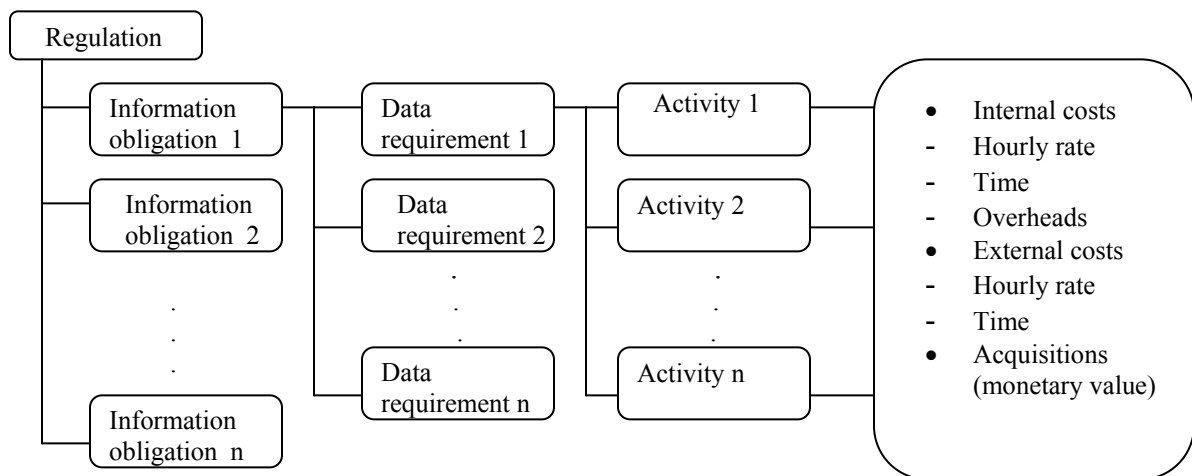 Regulation
Information
obligation 1
Data
requirement 1
Activity 1
Information
obligation 2
Data
requirement 2
Activity 2
Information
obligation n
Data
requirement n
Activity n
• Internal costs
- Hourly rate
- Time
- Overheads
• External costs
- Hourly rate
- Time
• Acquisitions
(monetary value)